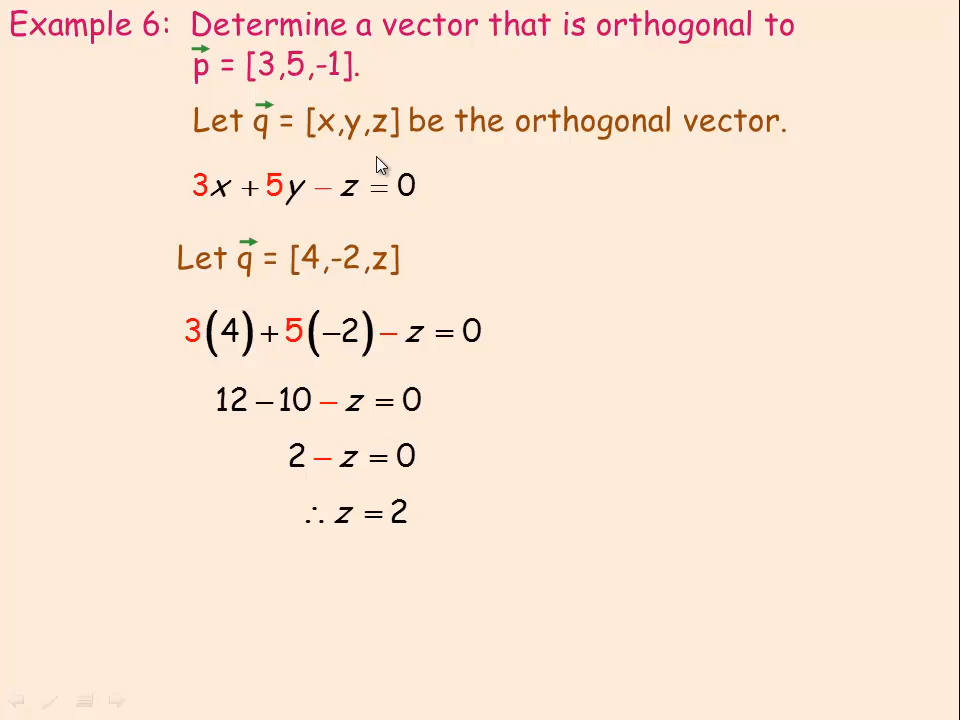 Example 6: Determine a vector that is orthogonal to
p⃗ = [3,5,-1].
Let q⃗ = [x,y,z] be the orthogonal vector.
3x + 5y − z = 0
Let q⃗ = [4,-2,z]
3(4) + 5(−2) − z = 0
12 − 10 − z = 0
2 − z = 0
∴ z = 2